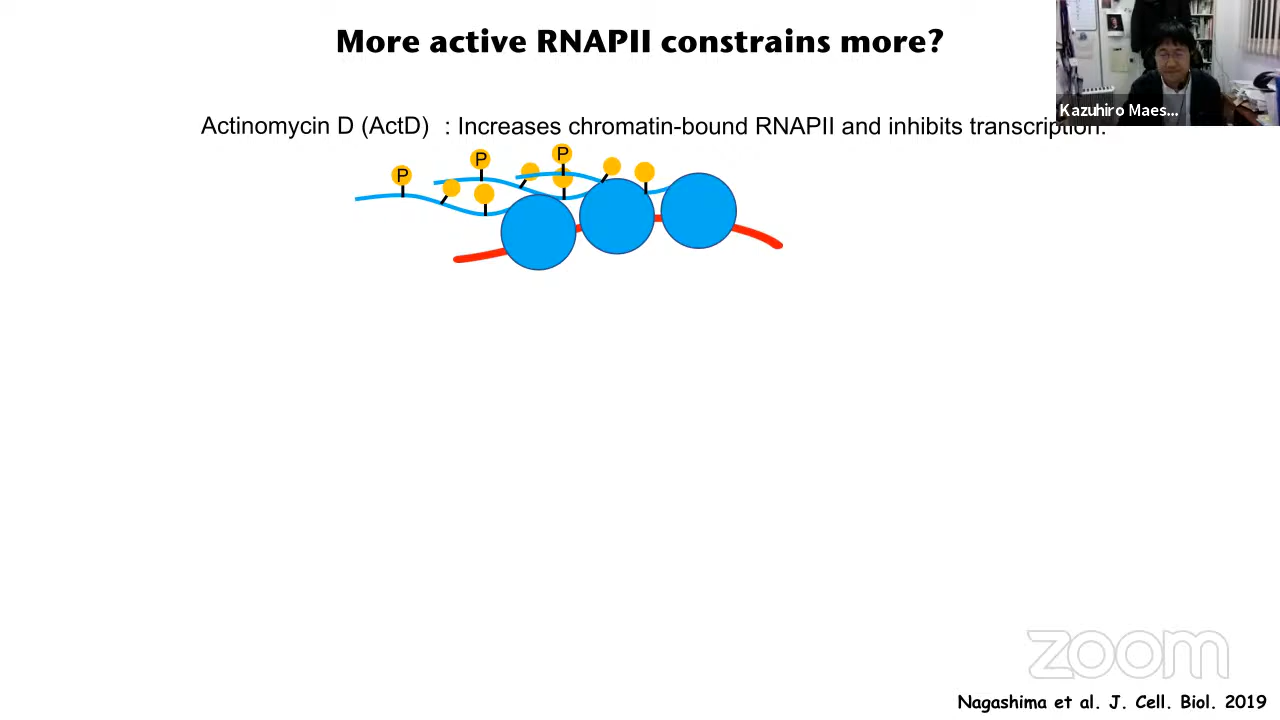 More active RNAPII constrains more?
Kazuhiro Maes...
Actinomycin D (ActD) : Increases chromatin-bound RNAPII and inhibits transcription.
P
P
P
zoom
Nagashima et al. J. Cell. Biol. 2019